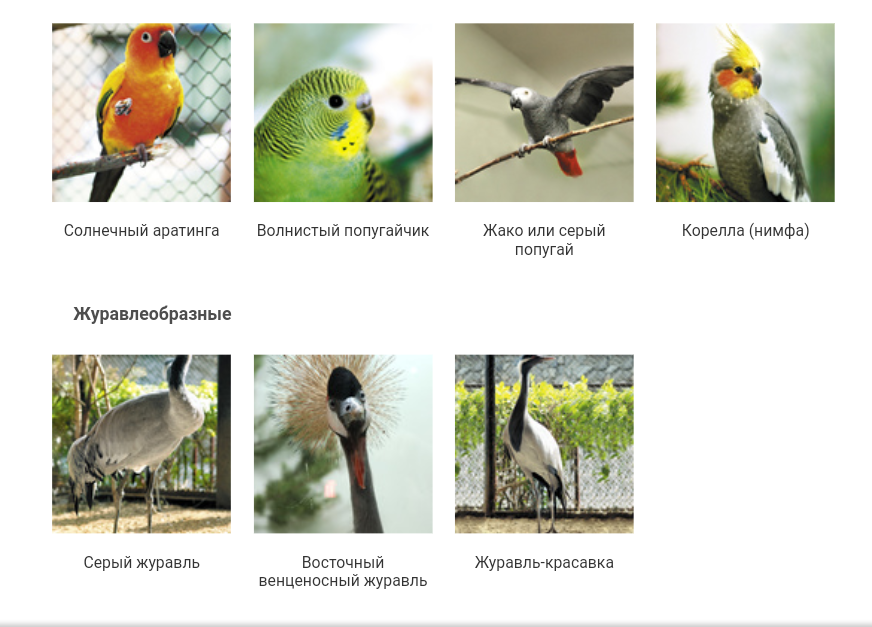 Солнечный аратинга
Волнистый попугайчик
Жако или серый
попугай
Корелла (нимфа)
Журавлеобразные
Серый журавль
Восточный
венценосный журавль
Журавль-красавка